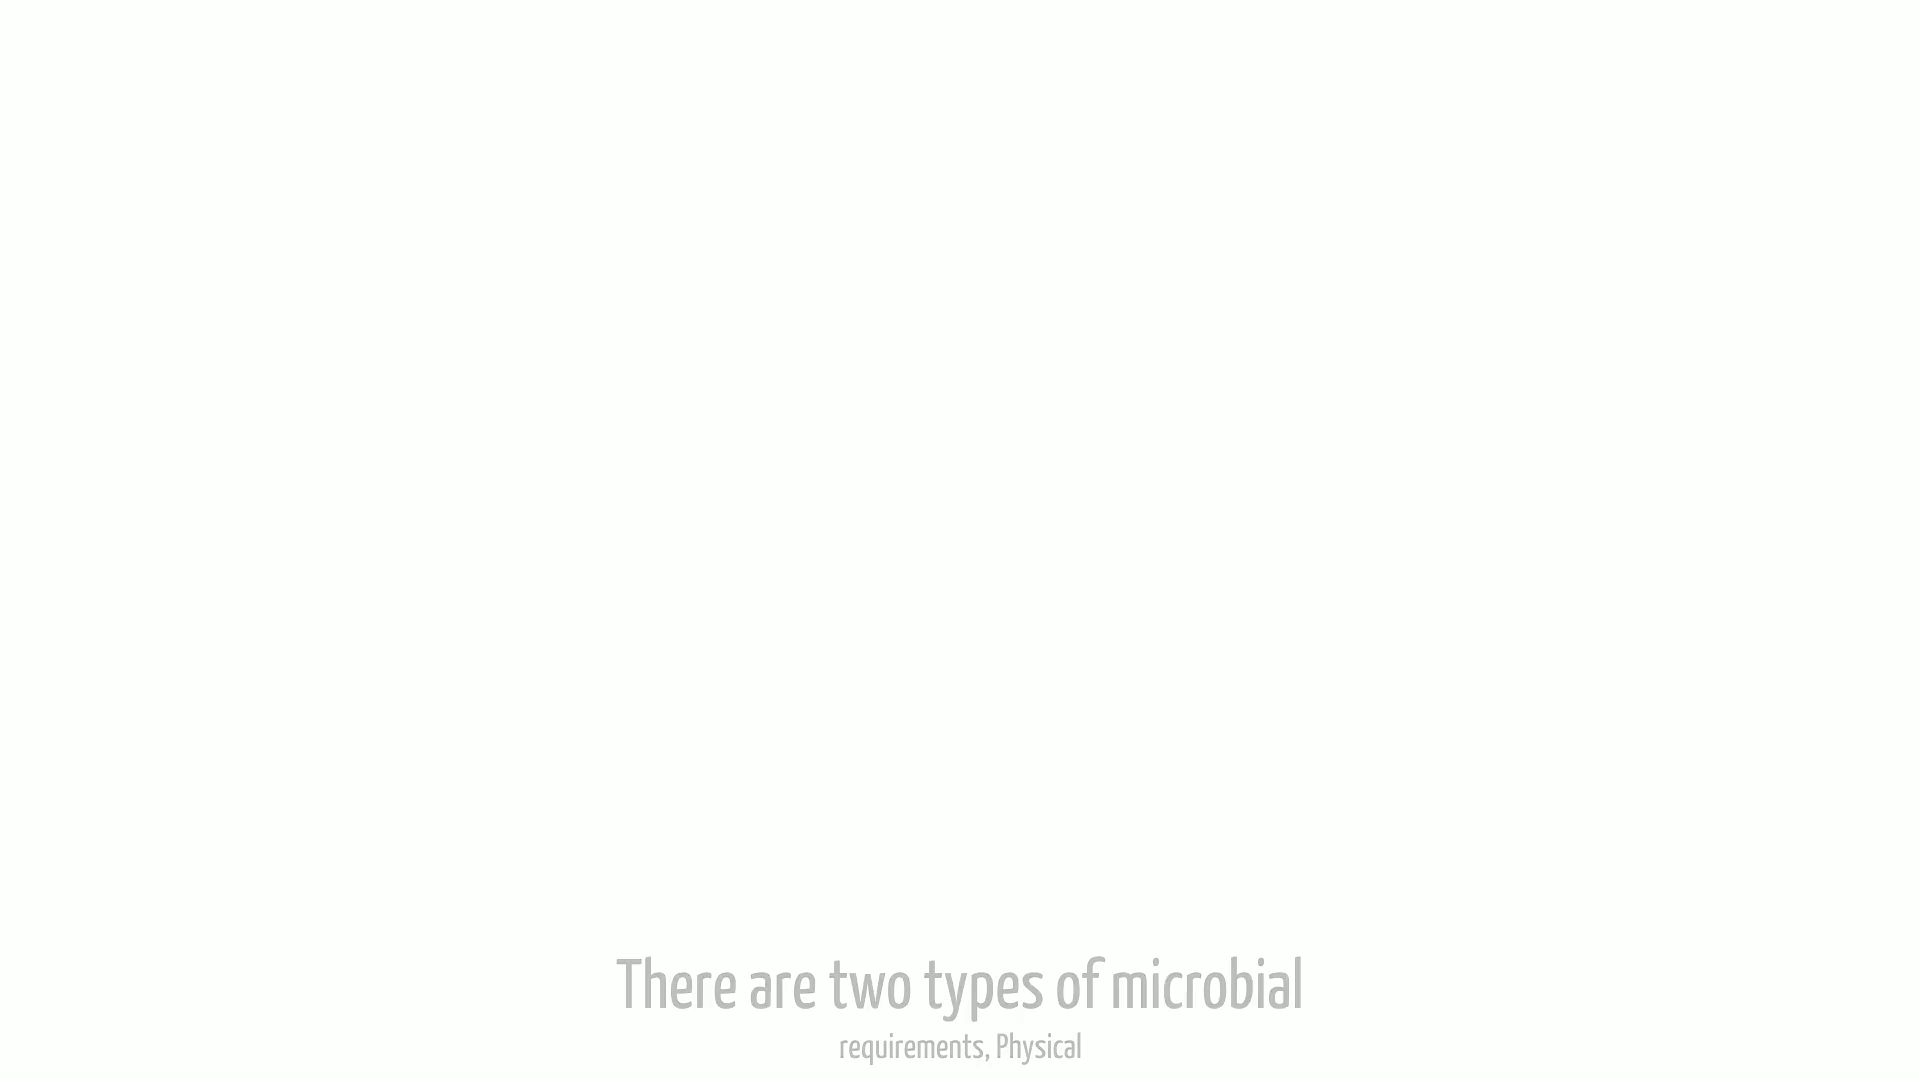 There are two types of microbial
requirements, Physical